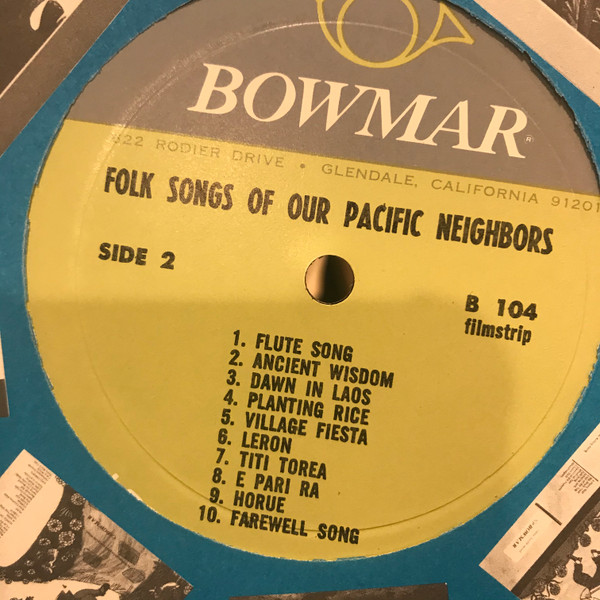 BOWMAR®
622 RODIER DRIVE • GLENDALE, CALIFORNIA 91201
FOLK SONGS OF OUR PACIFIC NEIGHBORS
SIDE 2
B 104
filmstrip
1. FLUTE SONG
2. ANCIENT WISDOM
3. DAWN IN LAOS
4. PLANTING RICE
5. VILLAGE FIESTA
6. LERON
7. TITI TOREA
8. E PARI RA
9. HORUE
10. FAREWELL SONG